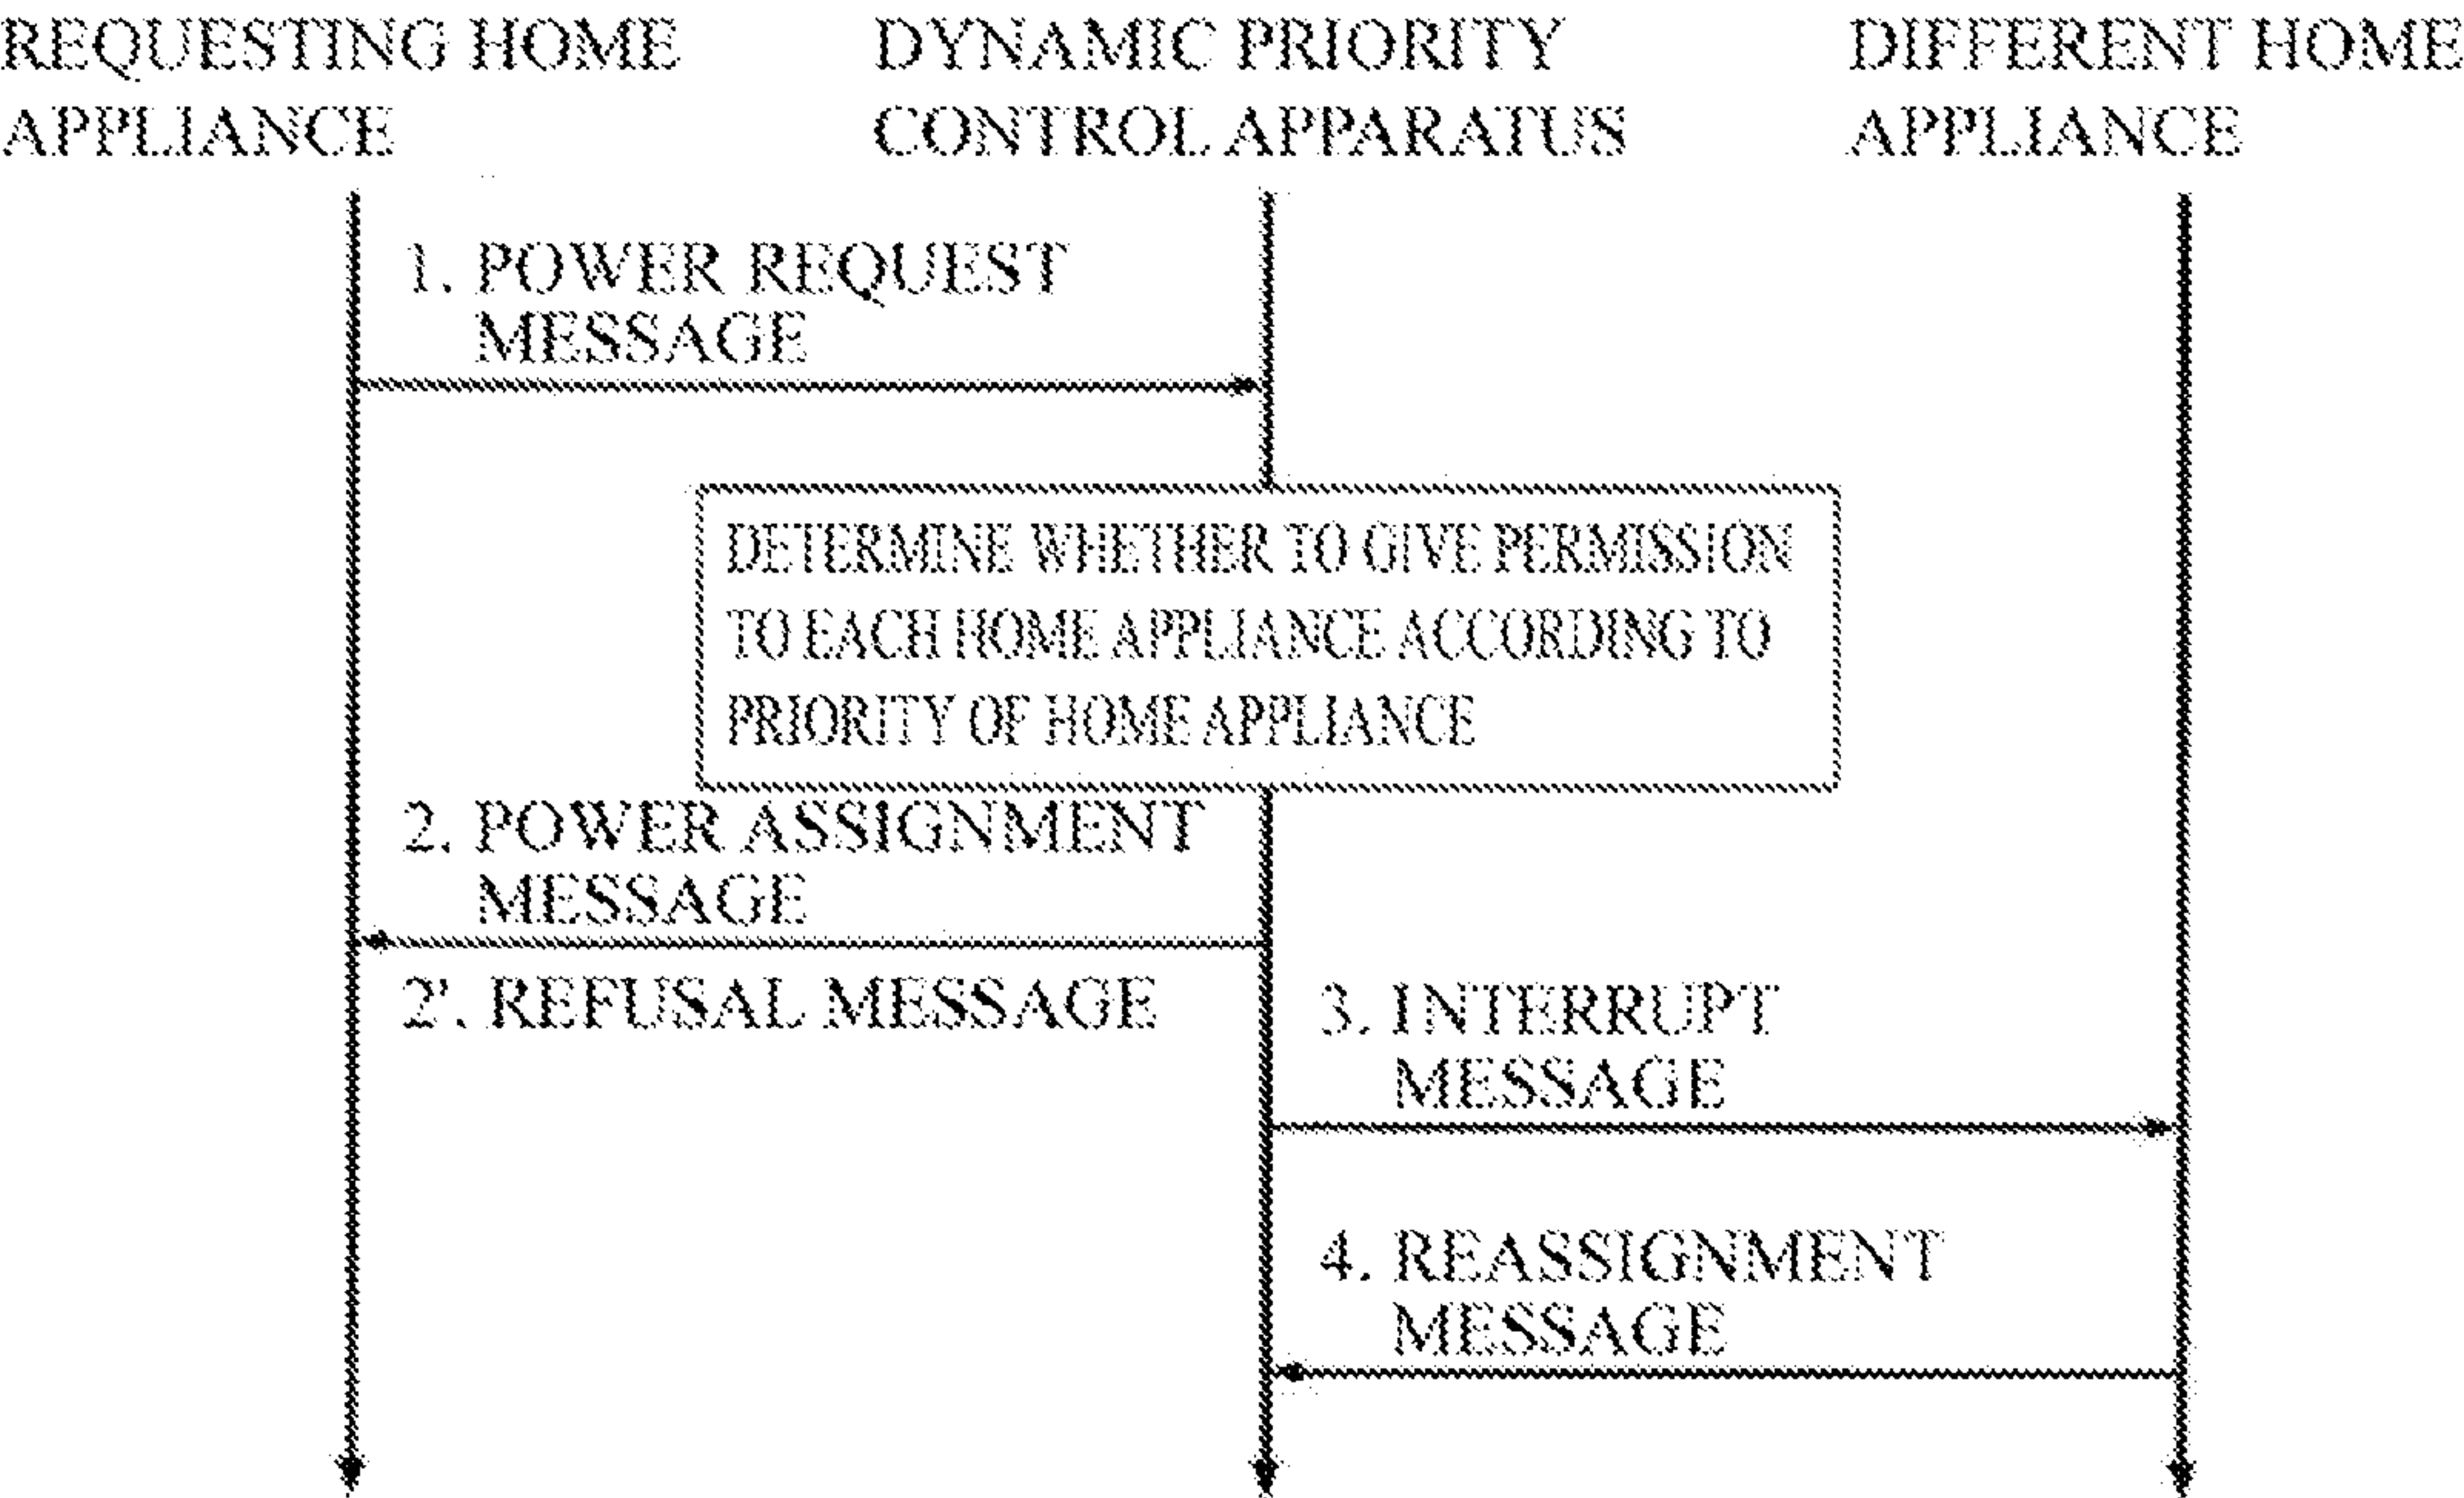 REQUESTING HOME
APPLIANCE
DYNAMIC PRIORITY
CONTROL APPARATUS
DIFFERENT HOME
APPLIANCE
1. POWER REQUEST
MESSAGE
DETERMINE WHETHER TO GIVE PERMISSION
TO EACH HOME APPLIANCE ACCORDING TO
PRIORITY OF HOME APPLIANCE
2. POWER ASSIGNMENT
MESSAGE
2'. REFUSAL MESSAGE
3. INTERRUPT
MESSAGE
4. REASSIGNMENT
MESSAGE